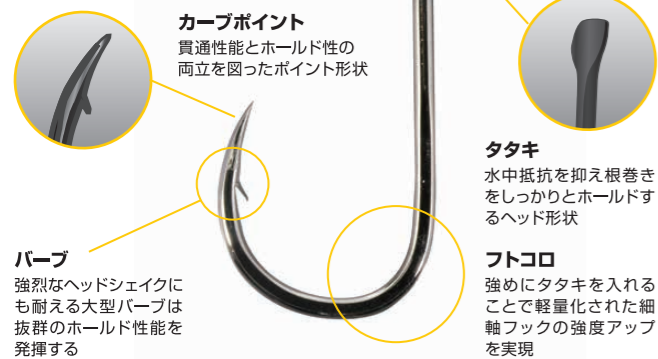 カーブポイント
貫通性能とホールド性の
両立を図ったポイント形状
タタキ
水中抵抗を抑え根巻き
をしっかりとホールドす
るヘッド形状
バーブ
強烈なヘッドシェイクに
も耐える大型バーブは
抜群のホールド性能を
発揮する
フトコロ
強めにタタキを入れる
ことで軽量化された細
軸フックの強度アップ
を実現